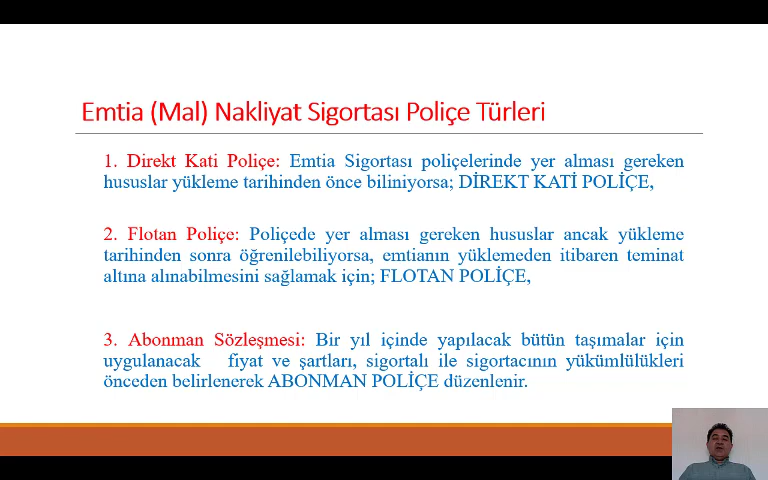 Emtia (Mal) Nakliyat Sigortası Poliçe Türleri
1. Direkt Kati Poliçe: Emtia Sigortası poliçelerinde yer alması gereken
hususlar yükleme tarihinden önce biliniyorsa; DİREKT KATİ POLİÇE,
2. Flotan Poliçe: Poliçede yer alması gereken hususlar ancak yükleme
tarihinden sonra öğrenilebiliyorsa, emtianın yüklemeden itibaren teminat
altına alınabilmesini sağlamak için; FLOTAN POLİÇE,
3. Abonman Sözleşmesi: Bir yıl içinde yapılacak bütün taşımalar için
uygulanacak fiyat ve şartları, sigortalı ile sigortacının yükümlülükleri
önceden belirlenerek ABONMAN POLİÇE düzenlenir.